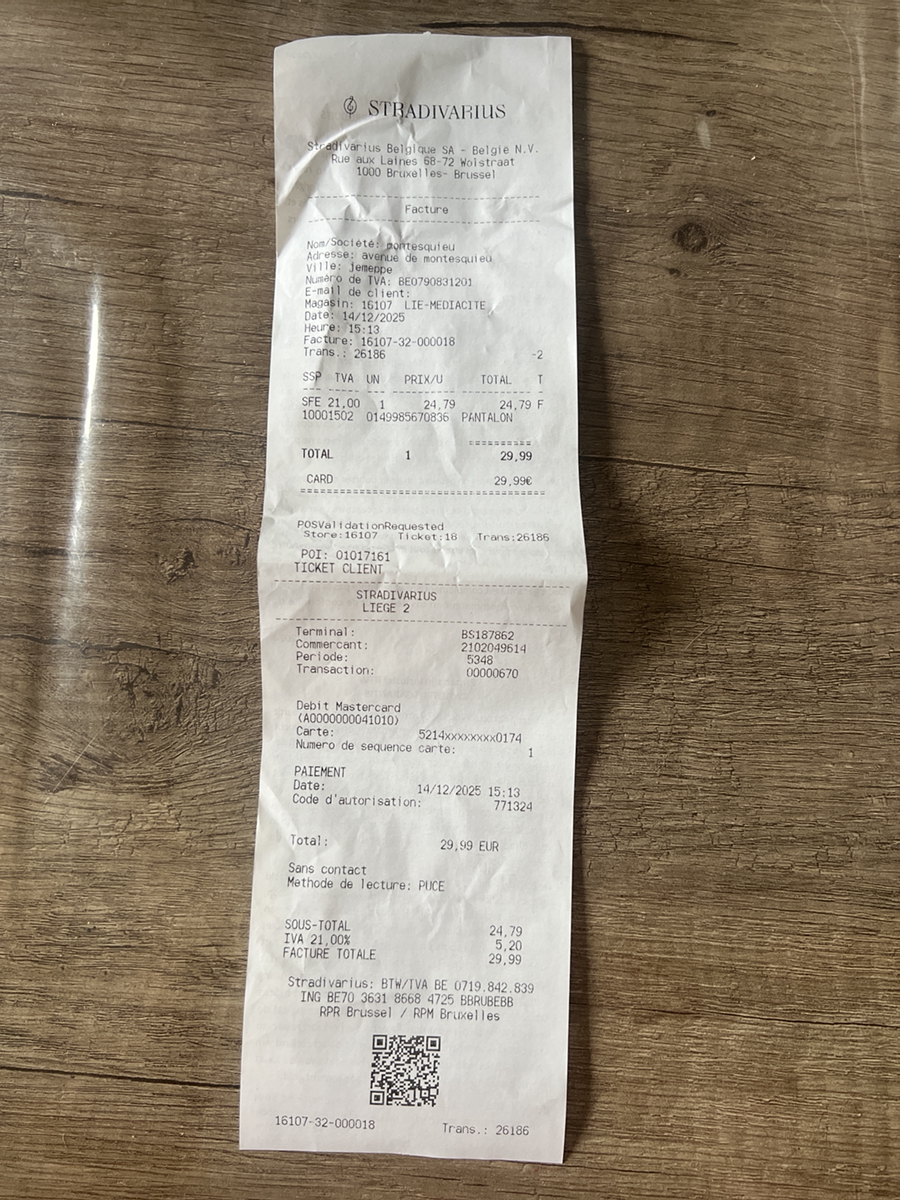 STRADIVARIUS
Stradivarius Belgique SA - Belgie N.V.
Rue aux Laines 68-72 Wolstraat
1000 Bruxelles- Brussel
Facture
Nom/Société: montesquieu
Adresse: avenue de montesquieu
Ville: jemeppe
Numéro de TVA: BE0790831201
E-mail de client:
Magasin: 16107 LIE-MEDIACITE
Date: 14/12/2025
Heure: 15:13
Facture: 16107-32-000018
Trans.: 26186 -2
SSP TVA UN PRIX/U TOTAL T
SFE 21,00 1 24,79 24,79 F
10001502 0149985670836 PANTALON
==========
TOTAL 1 29,99
CARD 29,99€
POSValidationRequested
Store:16107 Ticket:18 Trans:26186
POI: 01017161
TICKET CLIENT
STRADIVARIUS
LIEGE 2
Terminal: BS187862
Commercant: 2102049614
Periode: 5348
Transaction: 00000670
Debit Mastercard
(A0000000041010)
Carte: 5214xxxxxxxx0174
Numero de sequence carte: 1
PAIEMENT
Date: 14/12/2025 15:13
Code d'autorisation: 771324
Total: 29,99 EUR
Sans contact
Methode de lecture: PUCE
SOUS-TOTAL 24,79
IVA 21,00% 5,20
FACTURE TOTALE 29,99
Stradivarius: BTW/TVA BE 0719.842.839
ING BE70 3631 8668 4725 BBRUBEBB
RPR Brussel / RPM Bruxelles
16107-32-000018 Trans.: 26186